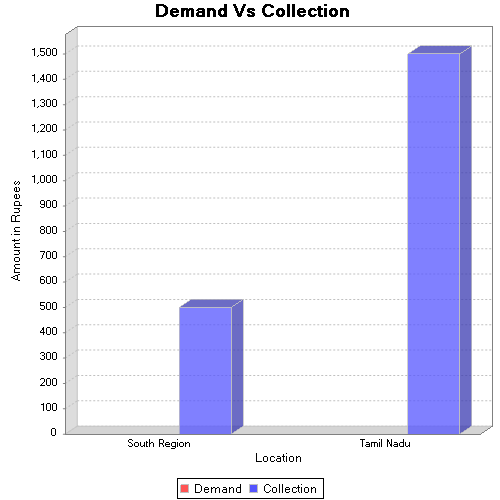 Demand Vs Collection
1,500
1,400
1,300
1,200
1,100
1,000
900
800
700
600
500
400
300
200
100
0
Amount in Rupees
South Region
Tamil Nadu
Location
Demand
Collection